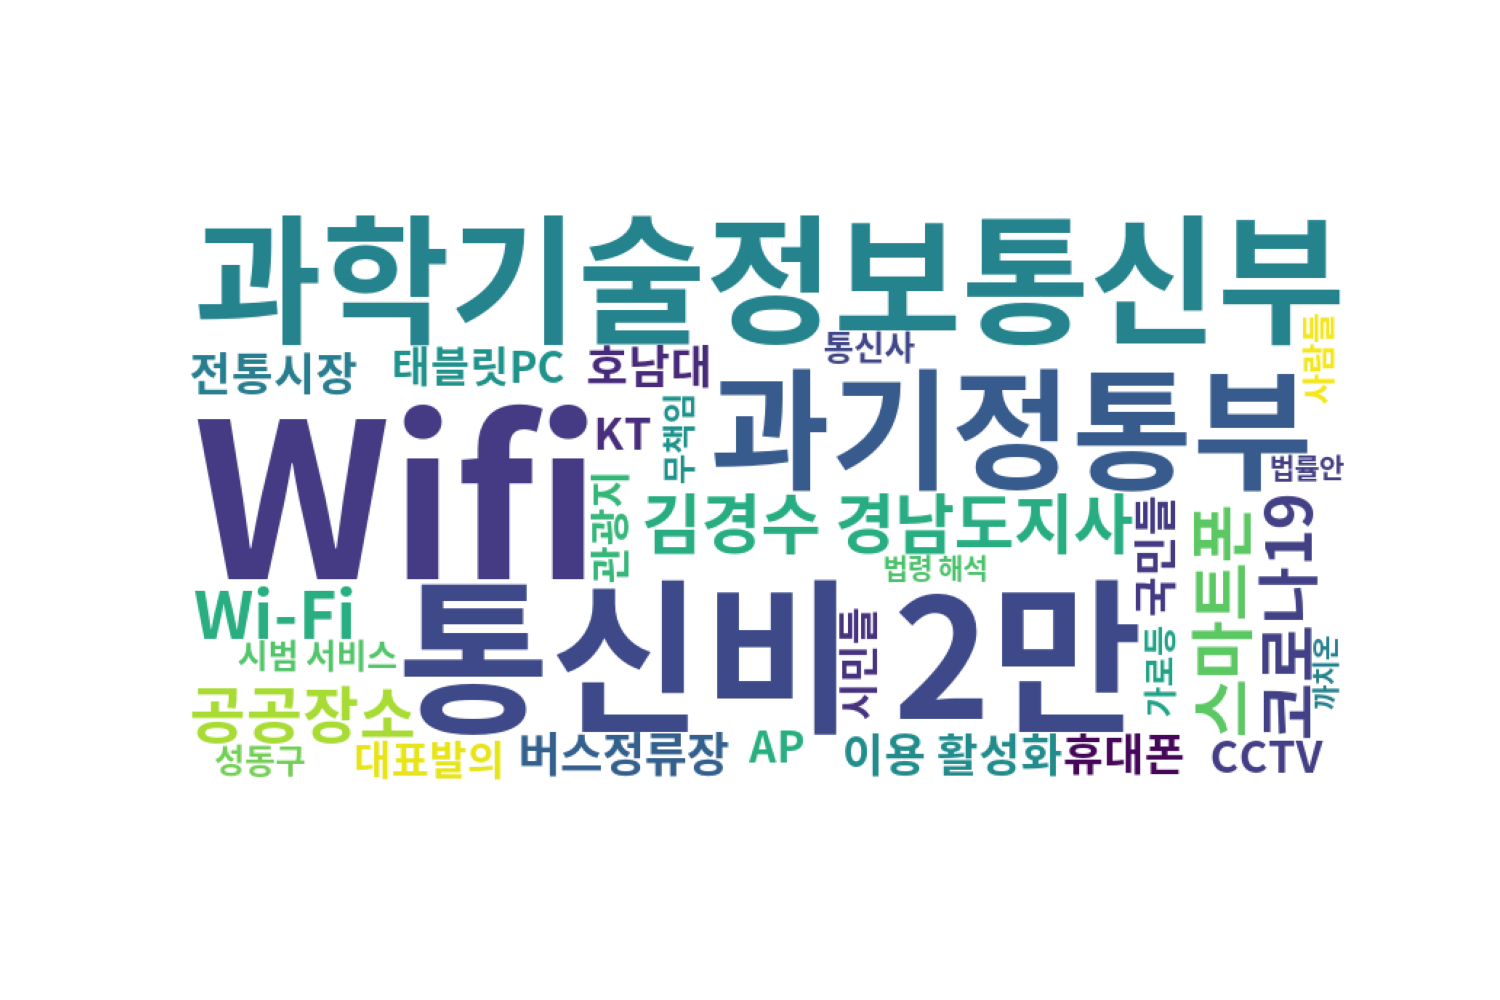 과학기술정보통신부
전통시장
태블릿PC
호남대
통신사
사람들
Wifi
KT
무책임
과기정통부
법률안
관광지
김경수 경남도지사
국민들
스마트폰
코로나19
법령 해석
Wi-Fi
통신비 2만
시범 서비스
시민들
가로등
까치온
공공장소
성동구
대표발의
버스정류장
AP
이용 활성화
휴대폰
CCTV